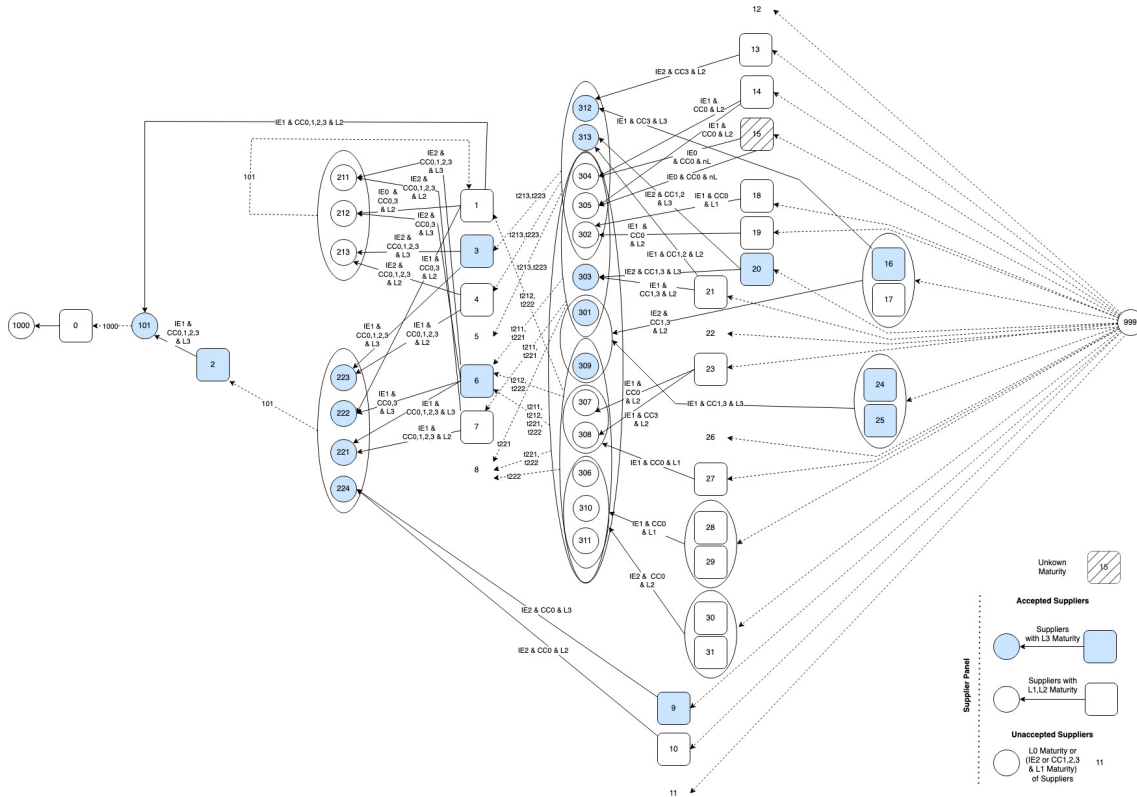 12
13
IE2 & CC3 & L2
14
IE1 &
CC0 & L2
312
IE1 & CC3 & L3
IE1 &
CC0 & L2
IE1 & CC0,1,2,3 & L2
313
15
IE0
& CC0 & nL
101
211
IE2 &
CC0,1,2,3
& L3
IE2 &
CC0,1,2,3
& L2
304
IE0 & CC0 & nL
t213,t223
18
IE1 & CC0
& L1
212
IE0 &
CC0,3
& L2
1
305
IE2 & CC1,2
& L3
IE2 &
CC0,3
& L3
302
IE1 &
CC0
& L2
19
t213,t223
213
IE2 &
CC0,1,2,3
& L3
3
IE1 & CC1,2 & L2
16
IE1 &
CC0,3
& L2
IE2 &
CC0,1,2,3
& L2
t213,t223
303
IE2 & CC1,3 & L3
20
IE1 &
CC1,3 & L2
21
17
4
t212,
t222
301
IE2 &
CC1,3
& L2
1000
0
1000
101
IE1 &
CC0,1,2,3
& L3
IE1 &
CC0,1,2,3
& L3
IE1 &
CC0,1,2,3
& L2
5
t211,
t221
22
999
t211,
t221
2
309
23
223
6
t212,
t222
24
IE1 &
CC0
& L2
101
222
IE1 &
CC0,3
& L3
IE1 &
CC0,1,2,3 & L3
307
t211,
t212,
t221,
t222
IE1 & CC3
& L2
IE1 & CC1,3 & L3
25
IE1 &
CC0,1,2,3 & L2
7
308
26
221
t221
t221,
t222
IE1 & CC0 & L1
8
t222
306
27
224
310
IE1 & CC0
& L1
28
311
29
Unkown
Maturity
15
IE2 & CC0
& L2
Accepted Suppliers
IE2 & CC0 & L3
30
Suppliers
with L3 Maturity
IE2 & CC0 & L2
31
Supplier Panel
Suppliers with
L1,L2 Maturity
9
Unaccepted Suppliers
10
L0 Maturity or
(IE2 or CC1,2,3
& L1 Maturity)
of Suppliers
11
11